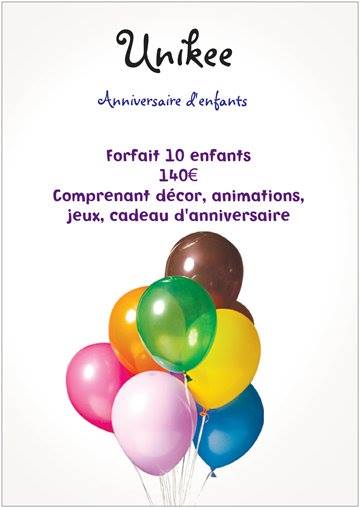 Unikee
Anniversaire d'enfants
Forfait 10 enfants
140€
Comprenant décor, animations,
jeux, cadeau d'anniversaire